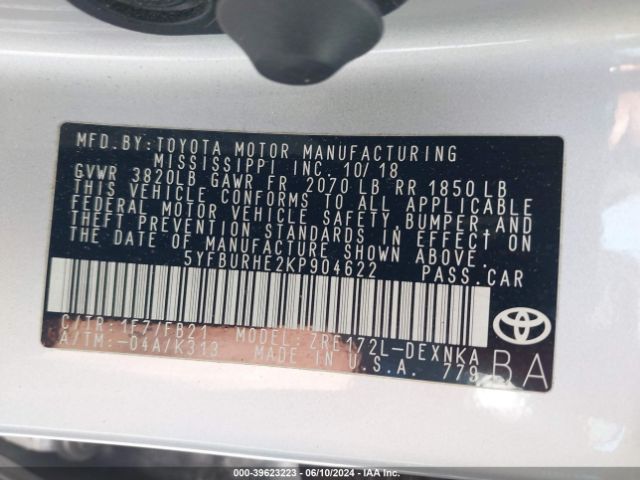 MFD.BY:TOYOTA MOTOR MANUFACTURING
MISSISSIPPI INC. 10/18
GVWR 3820LB GAWR FR 2070 LB RR 1850 LB
THIS VEHICLE CONFORMS TO ALL APPLICABLE
FEDERAL MOTOR VEHICLE SAFETY, BUMPER, AND
THEFT PREVENTION STANDARDS IN EFFECT ON
THE DATE OF MANUFACTURE SHOWN ABOVE.
5YFBURHE2KP904622 PASS.CAR
C/TR:1F7/FB21 MODEL:ZRE172L-DEXNKA
A/TM:-04A/K313 MADE IN U.S.A. 779
BA
000-39623223 - 06/10/2024 - IAAI.COM